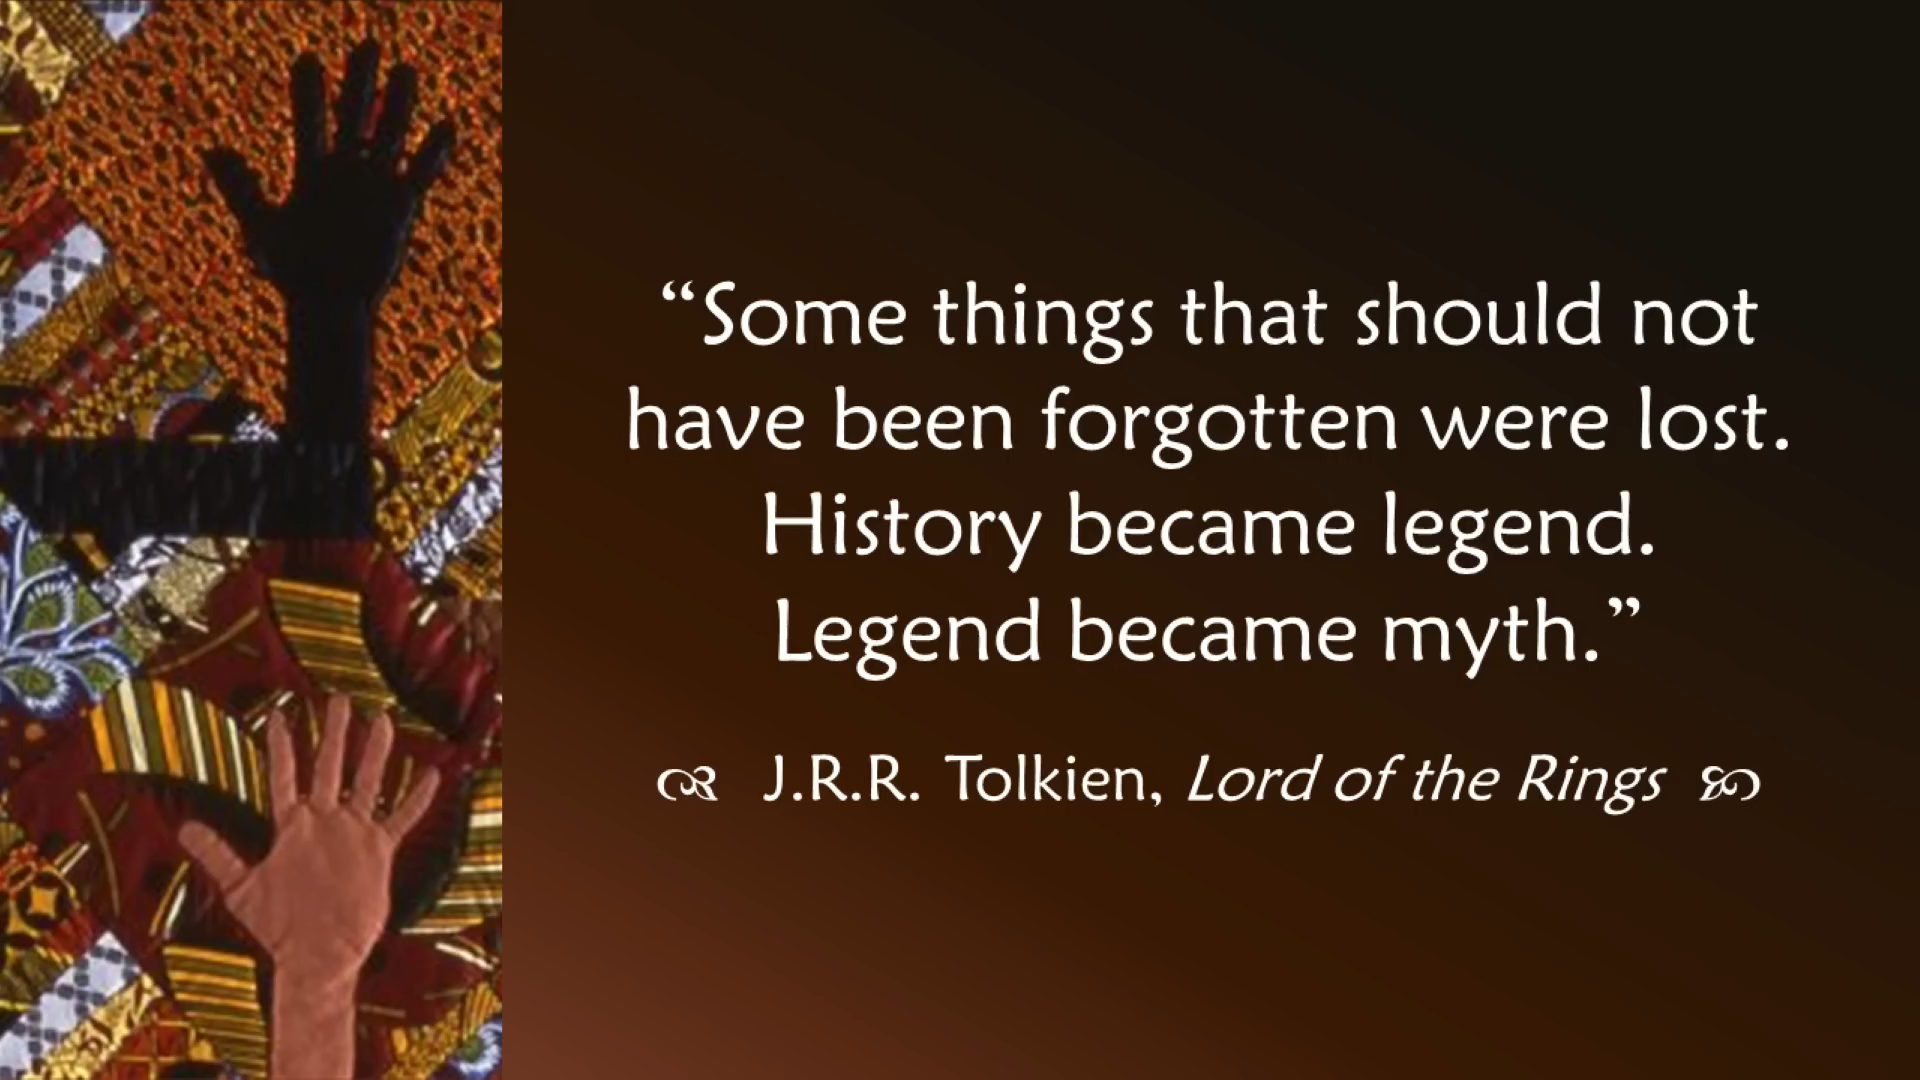 “Some things that should not
have been forgotten were lost.
History became legend.
Legend became myth.”
J.R.R. Tolkien, Lord of the Rings